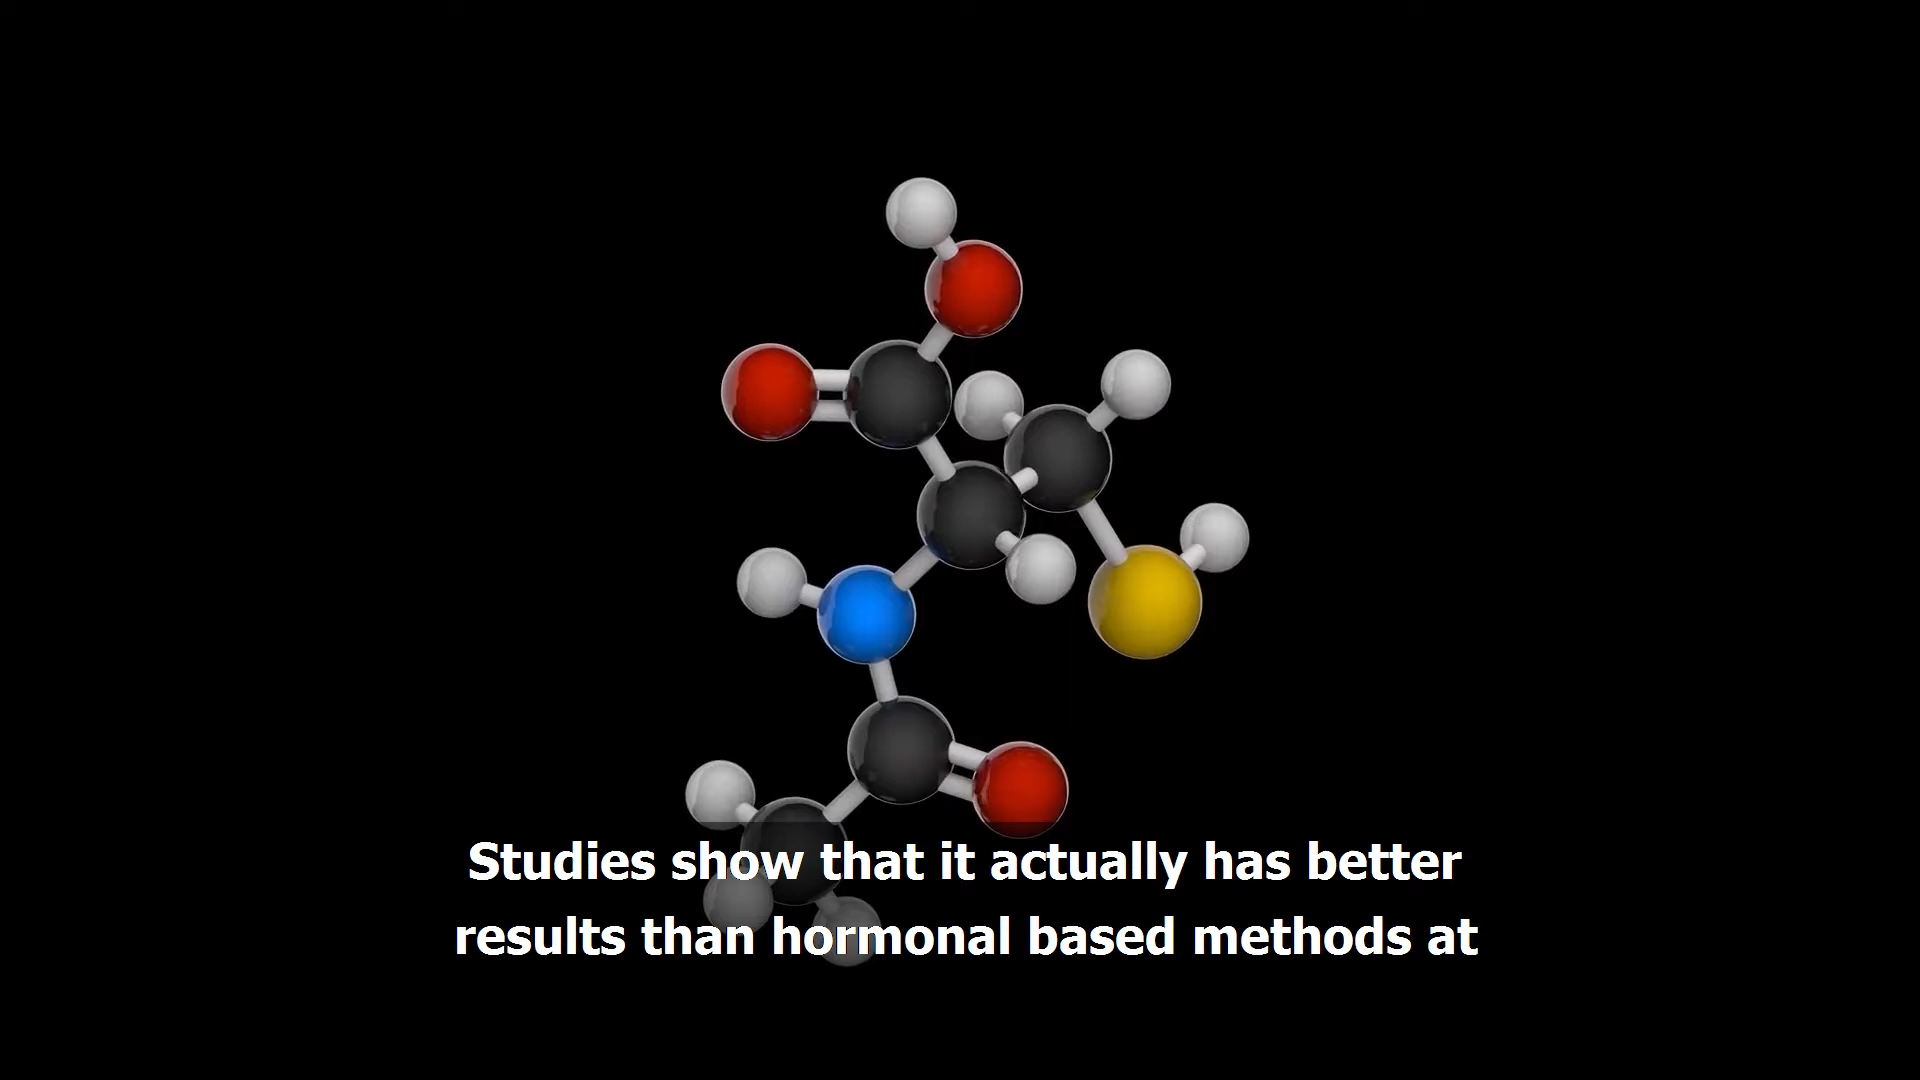 Studies show that it actually has better
results than hormonal based methods at